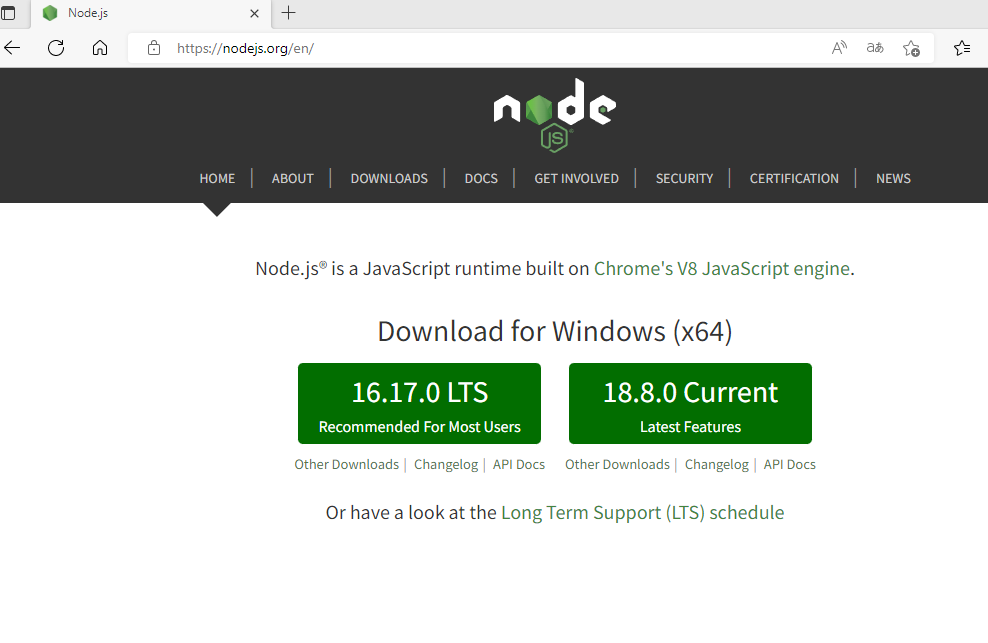 Node.js
https://nodejs.org/en/
node
JS
HOME | ABOUT | DOWNLOADS | DOCS | GET INVOLVED | SECURITY | CERTIFICATION | NEWS
Node.js® is a JavaScript runtime built on Chrome's V8 JavaScript engine.
Download for Windows (x64)
16.17.0 LTS
Recommended For Most Users
18.8.0 Current
Latest Features
Other Downloads | Changelog | API Docs
Other Downloads | Changelog | API Docs
Or have a look at the Long Term Support (LTS) schedule